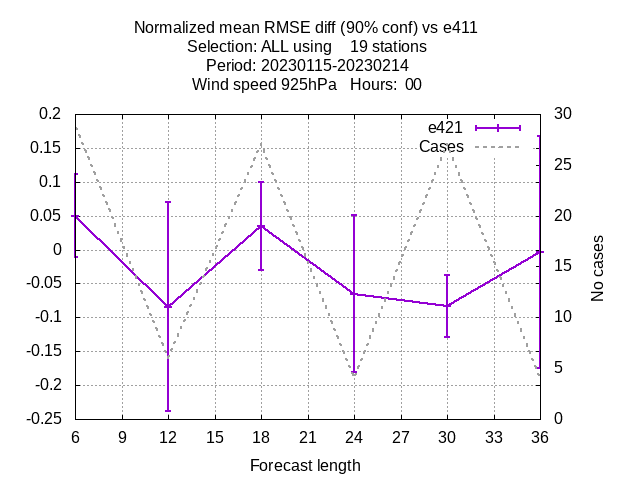 Normalized mean RMSE diff (90% conf) vs e411
Selection: ALL using    19 stations
Period: 20230115-20230214
Wind speed 925hPa   Hours:  00
0.2
0.15
0.1
0.05
0
-0.05
-0.1
-0.15
-0.2
-0.25
30
25
20
15
10
5
0
e421
Cases
No cases
6 9 12 15 18 21 24 27 30 33 36
Forecast length